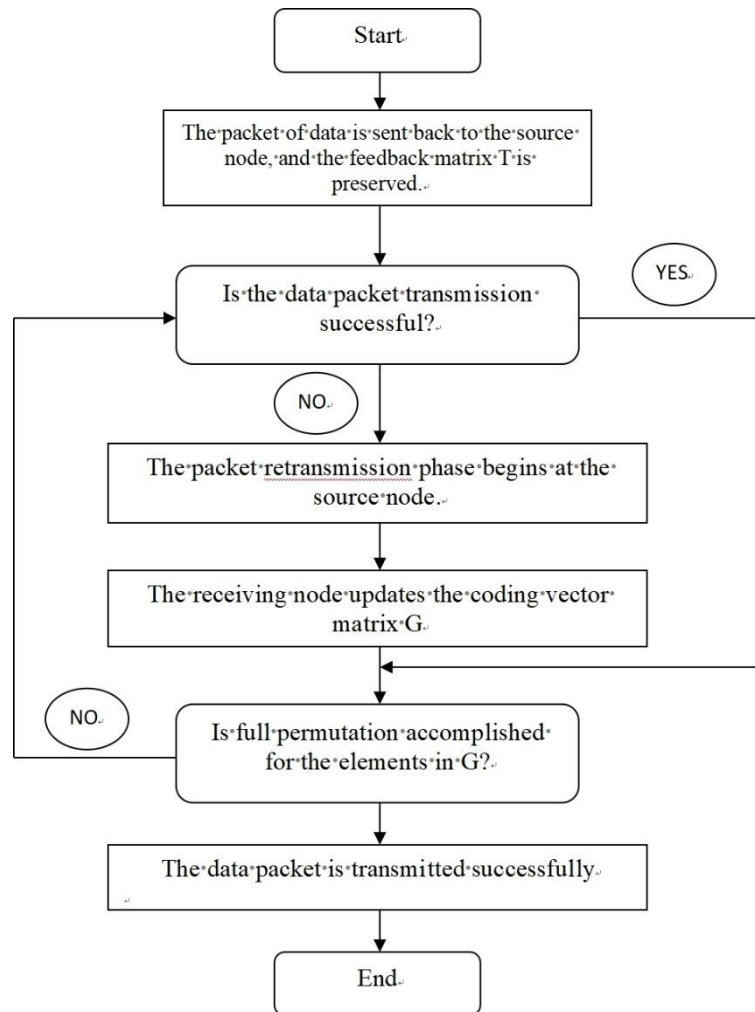 Start
The packet of data is sent back to the source
node, and the feedback matrix T is
preserved.
YES
Is the data packet transmission
successful?
NO
The packet retransmission phase begins at the
source node.
The receiving node updates the coding vector
matrix G
NO
Is full permutation accomplished
for the elements in G?
The data packet is transmitted successfully
End